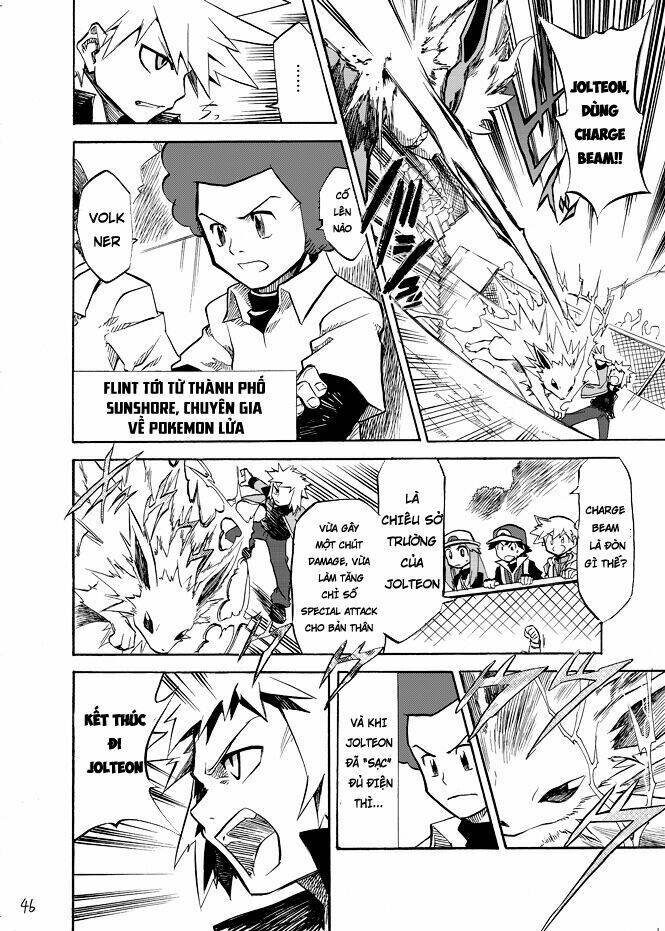 JOLTEON,
DÙNG
CHARGE
BEAM!!
......
CỐ
LÊN
NÀO
VOLK
NER
FLINT TỚI TỪ THÀNH PHỐ
SUNSHORE, CHUYÊN GIA
VỀ POKEMON LỬA
CHARGE
BEAM
LÀ ĐÒN
GÌ THẾ?
LÀ
CHIÊU SỞ
TRƯỜNG CỦA
JOLTEON
VỪA GÂY
MỘT CHÚT
DAMAGE, VỪA
LÀM TĂNG
CHỈ SỐ
SPECIAL ATTACK
CHO BẢN THÂN
VÀ KHI
JOLTEON
ĐÃ "SẠC"
ĐỦ ĐIỆN
THÌ...
KẾT THÚC
ĐI
JOLTEON
46